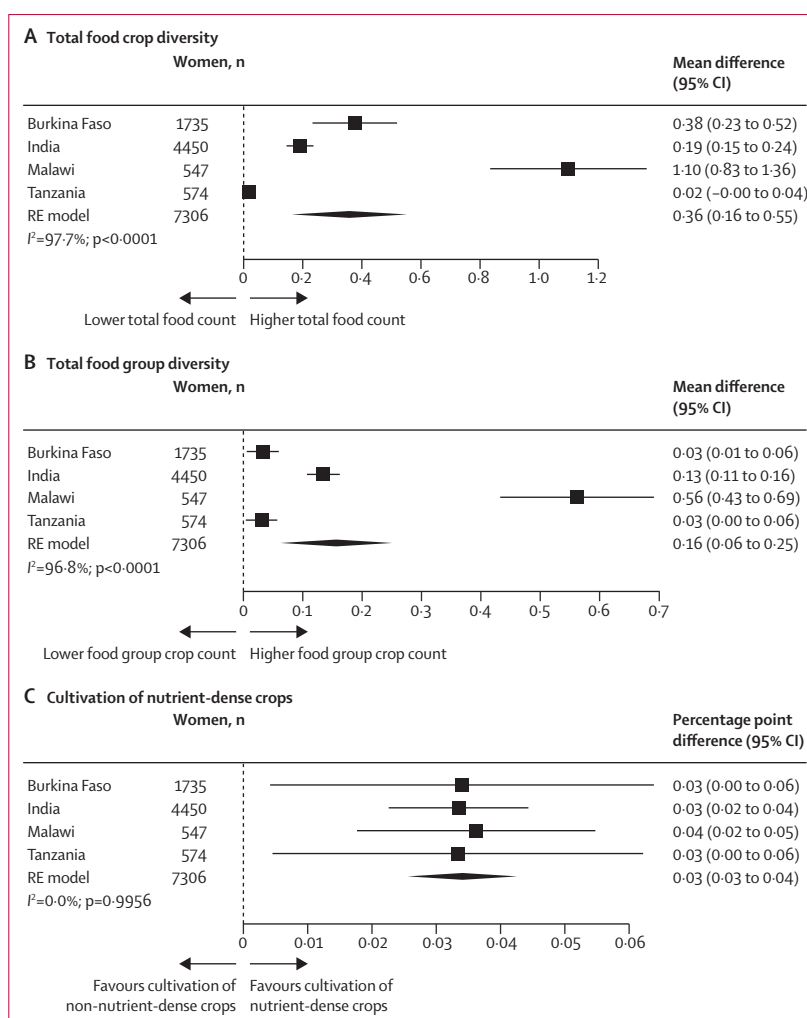 A Total food crop diversity
Women, n
Mean difference
(95% CI)
Burkina Faso 1735 0·38 (0·23 to 0·52)
India 4450 0·19 (0·15 to 0·24)
Malawi 547 1·10 (0·83 to 1·36)
Tanzania 574 0·02 (–0·00 to 0·04)
RE model 7306 0·36 (0·16 to 0·55)
I²=97·7%; p<0·0001
0 0·2 0·4 0·6 0·8 1·0 1·2
Lower total food count Higher total food count
B Total food group diversity
Women, n
Mean difference
(95% CI)
Burkina Faso 1735 0·03 (0·01 to 0·06)
India 4450 0·13 (0·11 to 0·16)
Malawi 547 0·56 (0·43 to 0·69)
Tanzania 574 0·03 (0·00 to 0·06)
RE model 7306 0·16 (0·06 to 0·25)
I²=96·8%; p<0·0001
0 0·1 0·2 0·3 0·4 0·5 0·6 0·7
Lower food group crop count Higher food group crop count
C Cultivation of nutrient-dense crops
Women, n
Percentage point
difference (95% CI)
Burkina Faso 1735 0·03 (0·00 to 0·06)
India 4450 0·03 (0·02 to 0·04)
Malawi 547 0·04 (0·02 to 0·05)
Tanzania 574 0·03 (0·00 to 0·06)
RE model 7306 0·03 (0·03 to 0·04)
I²=0·0%; p=0·9956
0 0·01 0·02 0·03 0·04 0·05 0·06
Favours cultivation of Favours cultivation of
non-nutrient-dense crops nutrient-dense crops